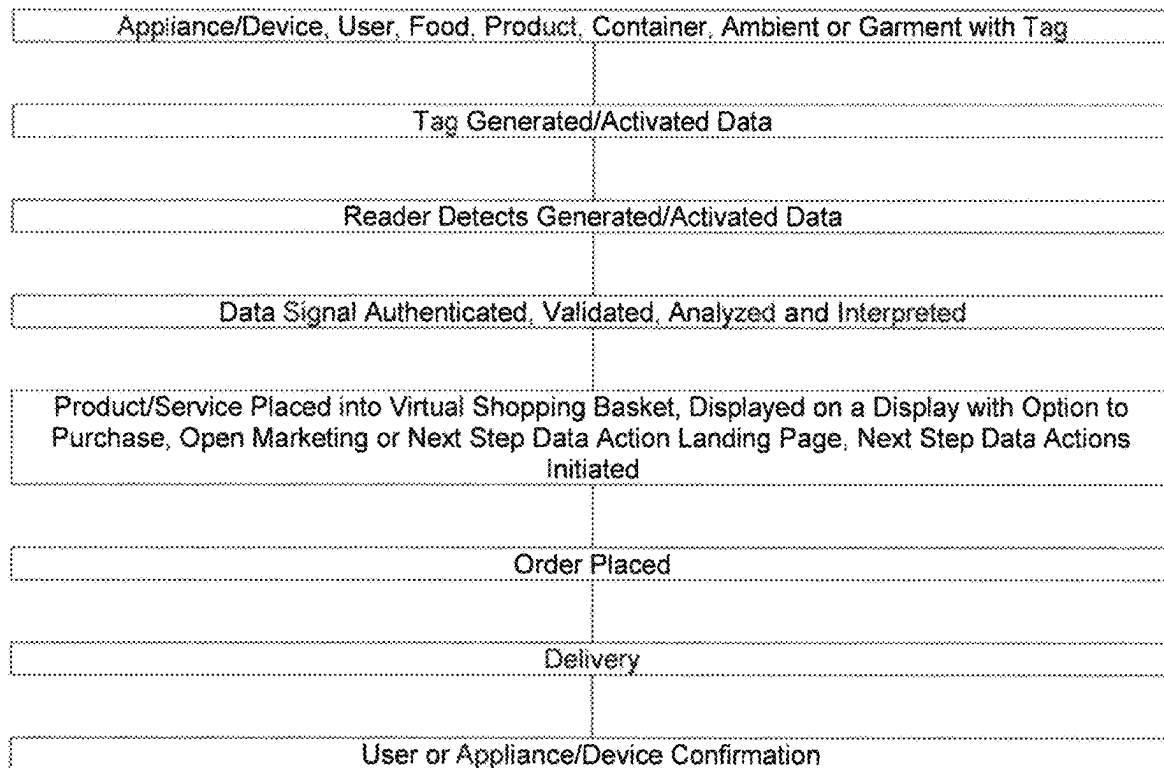 Appliance/Device, User, Food, Product, Container, Ambient or Garment with Tag
Tag Generated/Activated Data
Reader Detects Generated/Activated Data
Data Signal Authenticated, Validated, Analyzed and Interpreted
Product/Service Placed into Virtual Shopping Basket, Displayed on a Display with Option to
Purchase, Open Marketing or Next Step Data Action Landing Page, Next Step Data Actions
Initiated
Order Placed
Delivery
User or Appliance/Device Confirmation